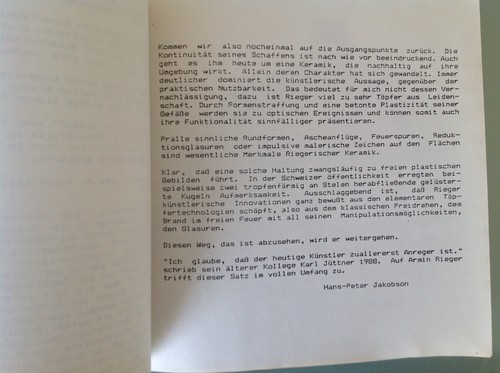 Kommen wir also nocheinmal auf die Ausgangspunkte zurück. Die
Kontinuität seines Schaffens ist nach wie vor beeindruckend. Auch
geht es ihm heute um eine Keramik, die nachhaltig auf ihre
Umgebung wirkt. Allein deren Charakter hat sich gewandelt. Immer
deutlicher dominiert die künstlerische Aussage, gegenüber der
praktischen Nutzbarkeit. Das bedeutet für mich nicht dessen Ver-
nachlässigung, dazu ist Rieger viel zu sehr Töpfer aus Leiden-
schaft. Durch Formenstraffung und eine betonte Plastizität seiner
Gefäße werden sie zu optischen Ereignissen und können somit auch
ihre Funktionalität sinnfälliger präsentieren.
Pralle sinnliche Rundformen, Ascheanflüge, Feuerspuren, Reduk-
tionsglasuren oder impulsive malerische Zeichen auf den Flächen
sind wesentliche Merkmale Riegerischer Keramik.
Klar, daß eine solche Haltung zwangsläufig zu freien plastischen
Gebilden führt. In der Schweizer öffentlichkeit erregten bei-
spielsweise zwei tropfenförmig an Stelen herabfließende gelüster-
te Kugeln Aufmerksamkeit. Ausschlaggebend ist, daß Rieger
künstlerische Innovationen ganz bewußt aus den elementaren Töp-
fertechnologien schöpft, also aus dem klassischen Freidrehen, dem
Brand im freien Feuer mit all seinen Manipulationsmöglichkeiten,
den Glasuren.
Diesen Weg, das ist abzusehen, wird er weitergehen.
"Ich glaube, daß der heutige Künstler zuallererst Anreger ist."
schrieb sein älterer Kollege Karl Jüttner 1988. Auf Armin Rieger
trifft dieser Satz im vollen Umfang zu.
Hans-Peter Jakobson